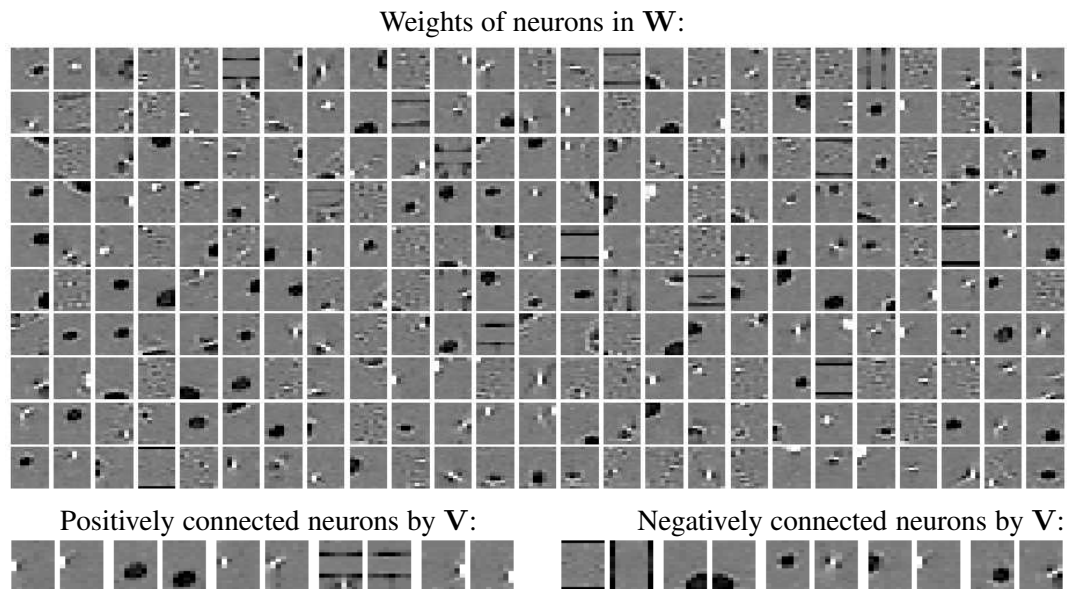 Weights of neurons in W:
Positively connected neurons by V:
Negatively connected neurons by V: